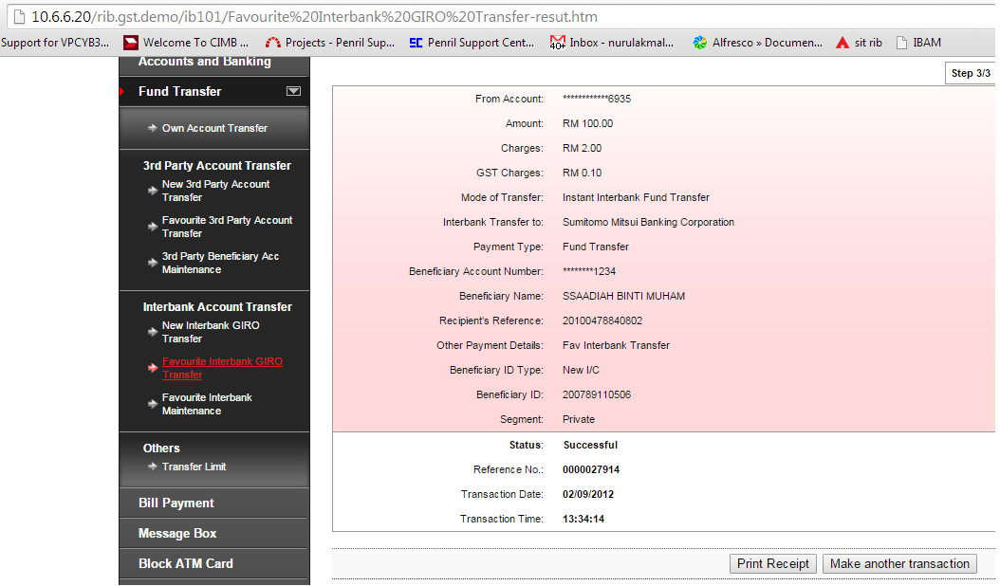 10.6.6.20/rib.gst.demo/ib101/Favourite%20Interbank%20GIRO%20Transfer-resut.htm
Support for VPCYB3... Welcome To CIMB ... Projects - Penril Sup... EC Penril Support Cent... 40+ Inbox - nurulakmal... Alfresco » Documen... sit rib IBAM
Accounts and Banking
Fund Transfer
Own Account Transfer
3rd Party Account Transfer
New 3rd Party Account
Transfer
Favourite 3rd Party Account
Transfer
3rd Party Beneficiary Acc
Maintenance
Interbank Account Transfer
New Interbank GIRO
Transfer
Favourite Interbank GIRO
Transfer
Favourite Interbank
Maintenance
Others
Transfer Limit
Bill Payment
Message Box
Block ATM Card
Step 3/3
From Account: ************6935
Amount: RM 100.00
Charges: RM 2.00
GST Charges: RM 0.10
Mode of Transfer: Instant Interbank Fund Transfer
Interbank Transfer to: Sumitomo Mitsui Banking Corporation
Payment Type: Fund Transfer
Beneficiary Account Number: ********1234
Beneficiary Name: SSAADIAH BINTI MUHAM
Recipient's Reference: 20100478840802
Other Payment Details: Fav Interbank Transfer
Beneficiary ID Type: New I/C
Beneficiary ID: 200789110506
Segment: Private
Status: Successful
Reference No.: 0000027914
Transaction Date: 02/09/2012
Transaction Time: 13:34:14
Print Receipt Make another transaction